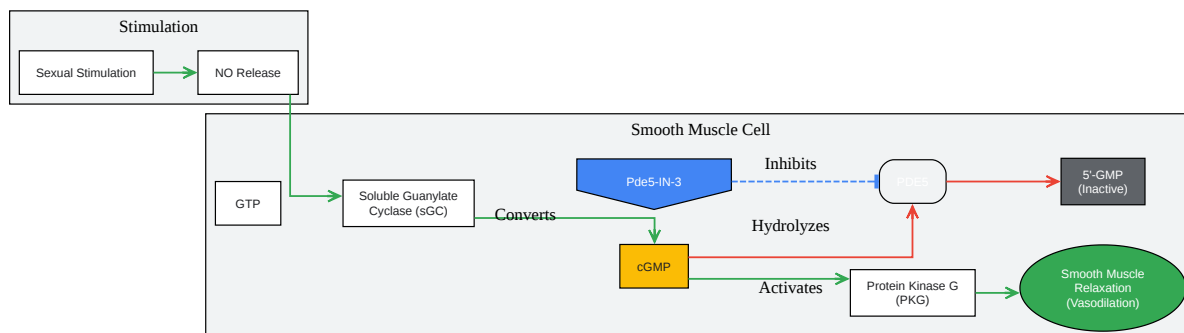 Stimulation
Sexual Stimulation
NO Release
Smooth Muscle Cell
GTP
Soluble Guanylate
Cyclase (sGC)
Converts
Pde5-IN-3
Inhibits
PDE5
5'-GMP
(Inactive)
Hydrolyzes
cGMP
Activates
Protein Kinase G
(PKG)
Smooth Muscle
Relaxation
(Vasodilation)